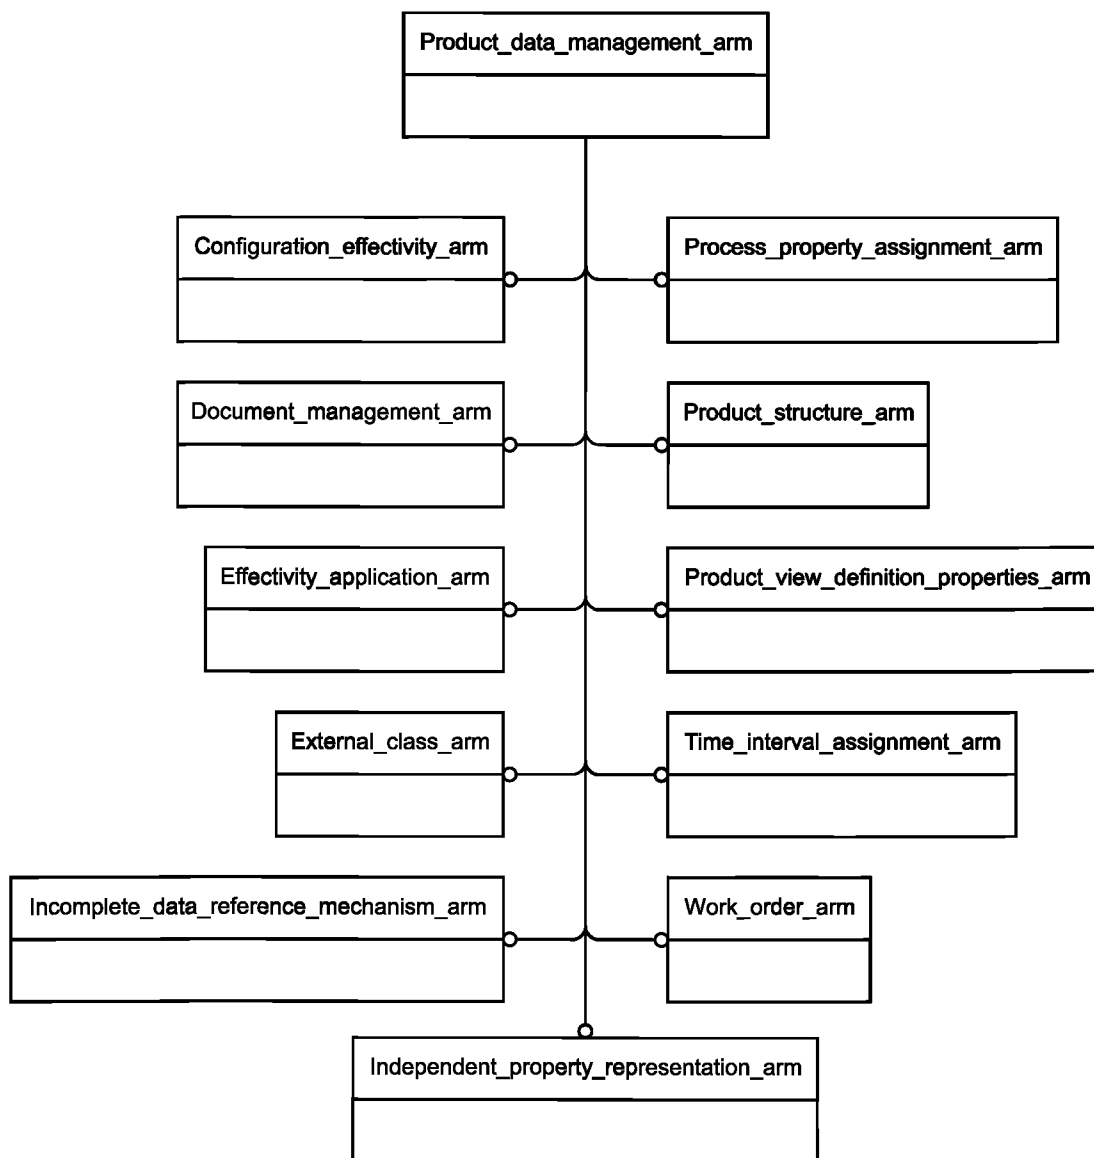 Product_data_management_arm
Configuration_effectivity_arm
Process_property_assignment_arm
Document_management_arm
Product_structure_arm
Effectivity_application_arm
Product_view_definition_properties_arm
External_class_arm
Time_interval_assignment_arm
Incomplete_data_reference_mechanism_arm
Work_order_arm
Independent_property_representation_arm